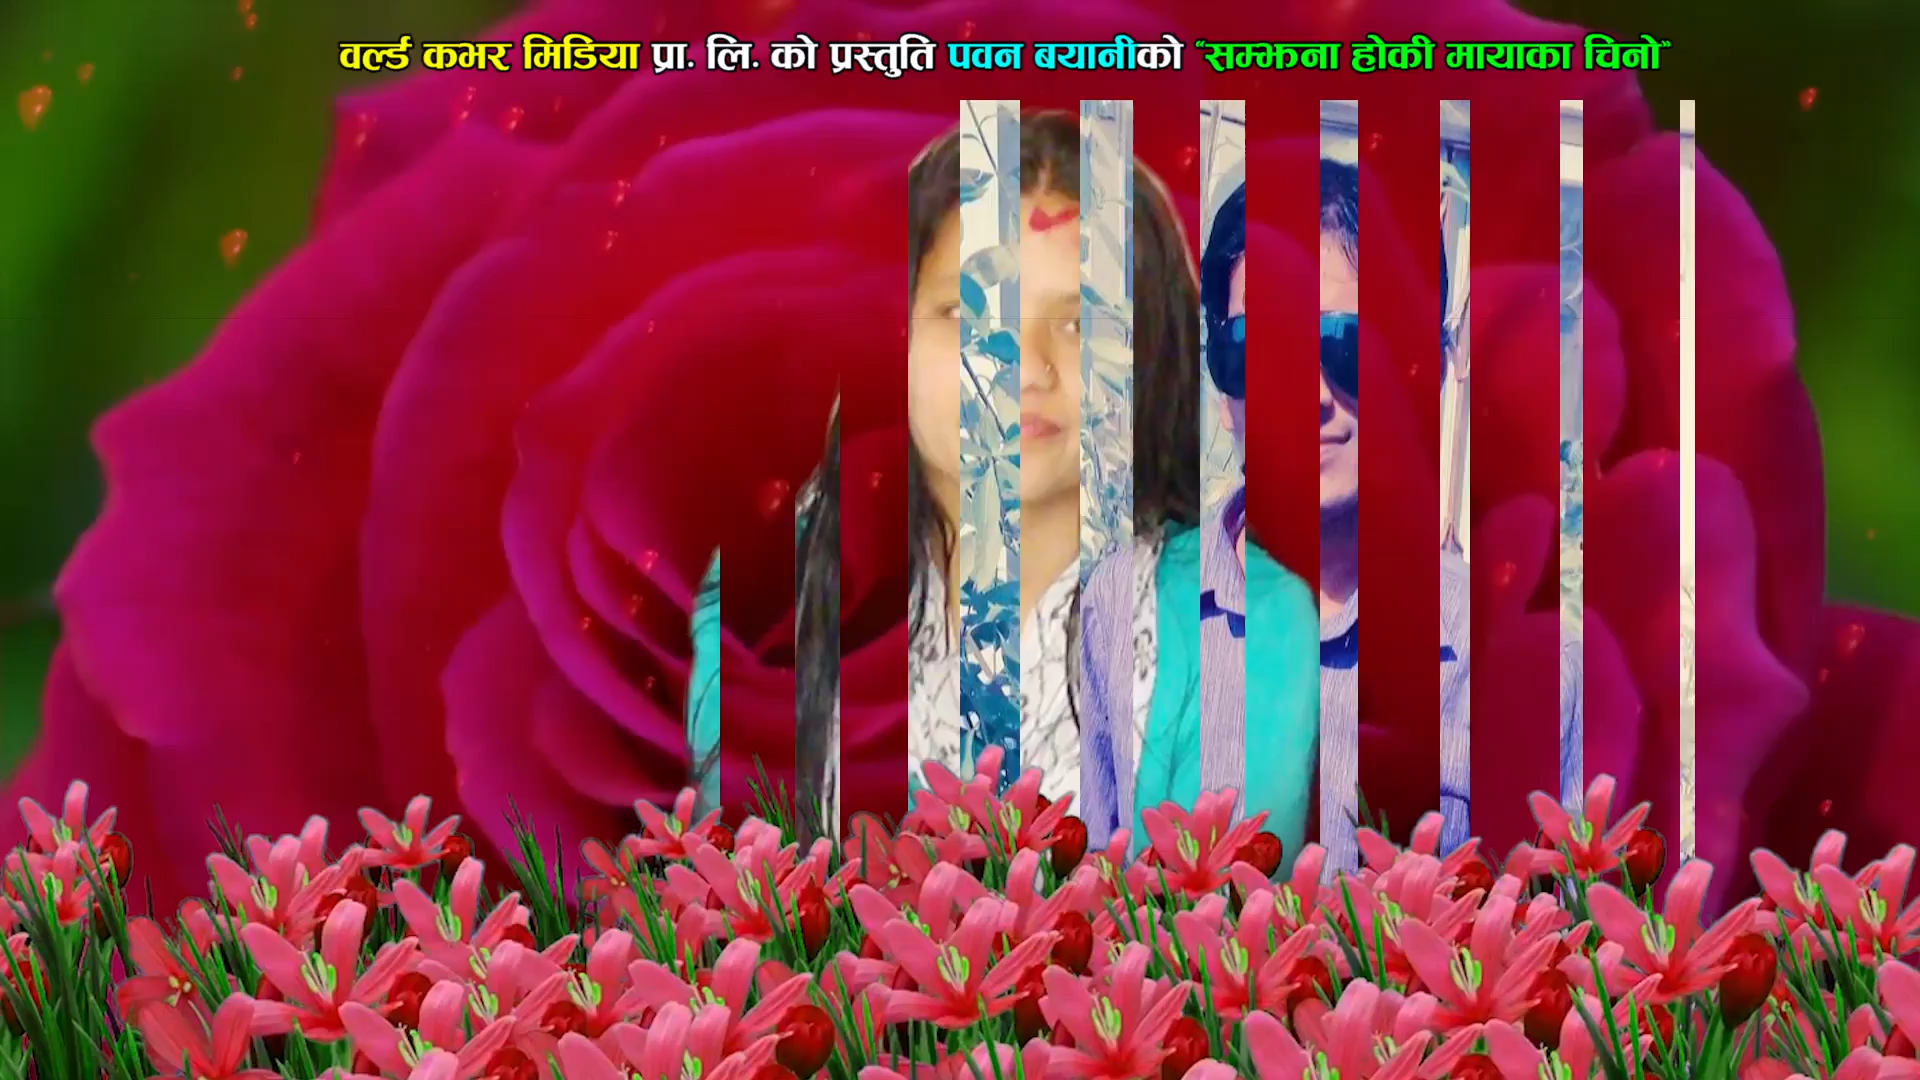 वर्ल्ड कभर मिडिया प्रा. लि. को प्रस्तुति पवन बयानीको “सम्झना होकी मायाका चिनो”